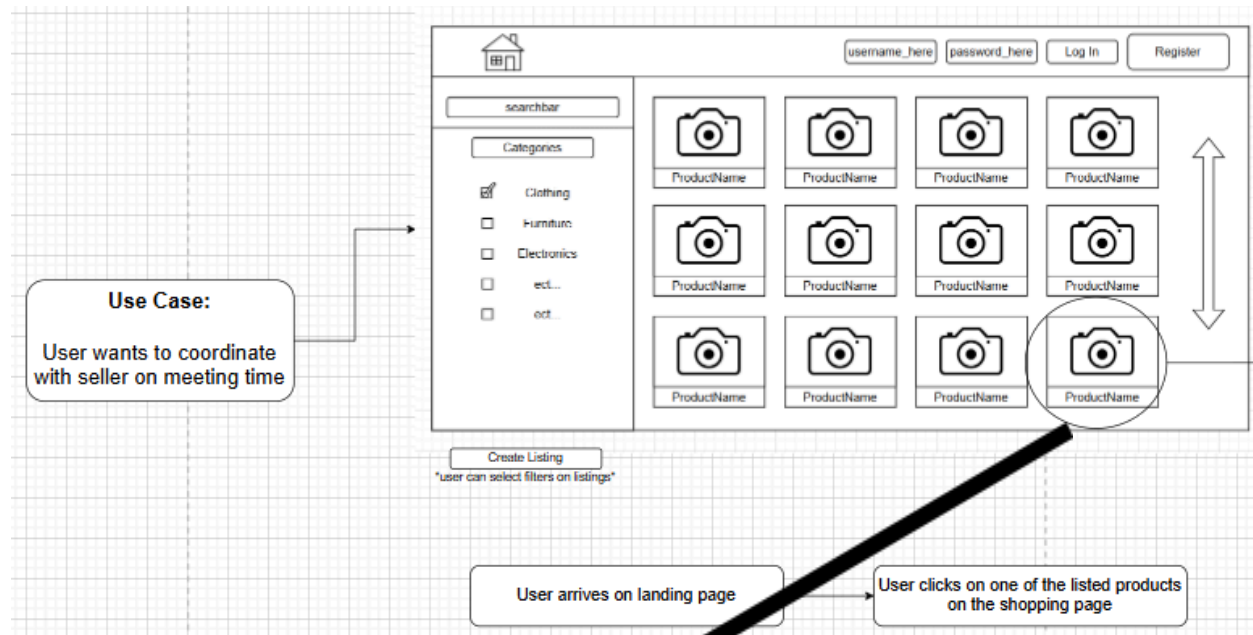 username_here
password_here
Log In
Register
searchbar
Categories
Clothing
Furniture
Electronics
ect...
ect...
ProductName
ProductName
ProductName
ProductName
ProductName
ProductName
ProductName
ProductName
ProductName
ProductName
ProductName
ProductName
Use Case:
User wants to coordinate
with seller on meeting time
Create Listing
*user can select filters on listings*
User arrives on landing page
User clicks on one of the listed products
on the shopping page